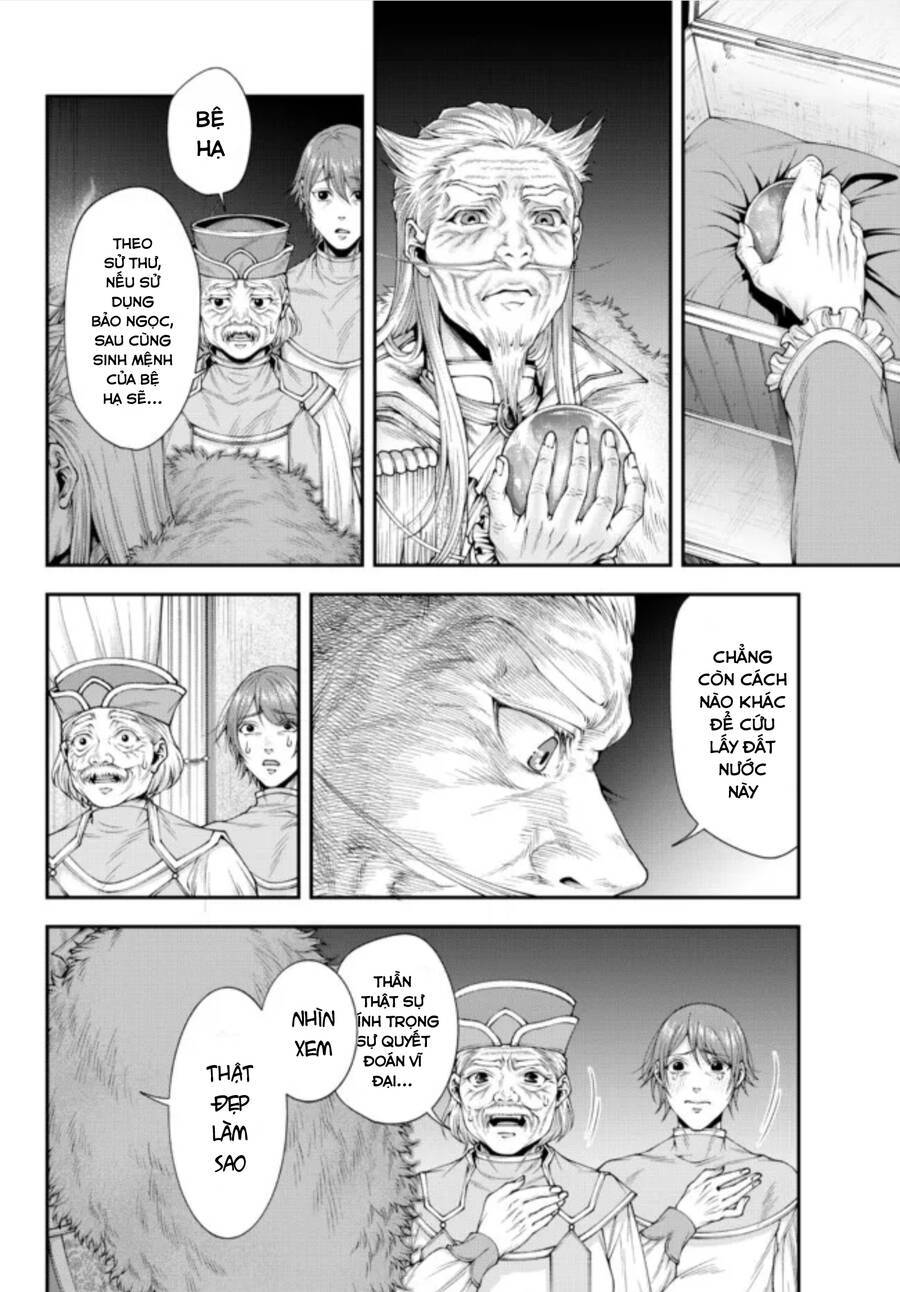 BỆ
HẠ
THEO
SỬ THƯ,
NẾU SỬ
DỤNG
BẢO NGỌC,
SAU CÙNG
SINH MỆNH
CỦA BỆ
HẠ SẼ...
CHẲNG
CÒN CÁCH
NÀO KHÁC
ĐỂ CỨU
LẤY ĐẤT
NƯỚC
NÀY
THẦN
THẬT SỰ
ÍNH TRỌNG
SỰ QUYẾT
ĐOÁN VĨ
ĐẠI...
NHÌN
XEM
THẬT
ĐẸP
LÀM
SAO